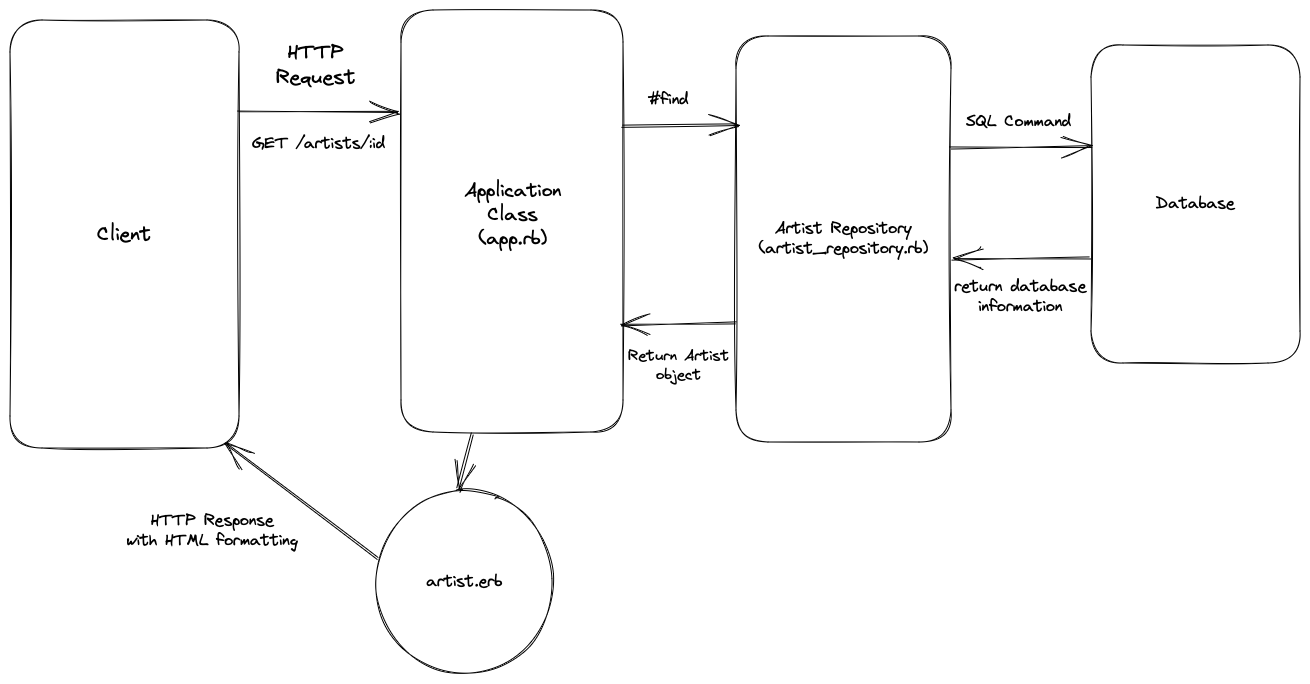 HTTP
Request
GET /artists/:id
#find
SQL Command
Client
Application
Class
(app.rb)
Artist Repository
(artist_repository.rb)
Database
return database
information
Return Artist
object
HTTP Response
with HTML formatting
artist.erb